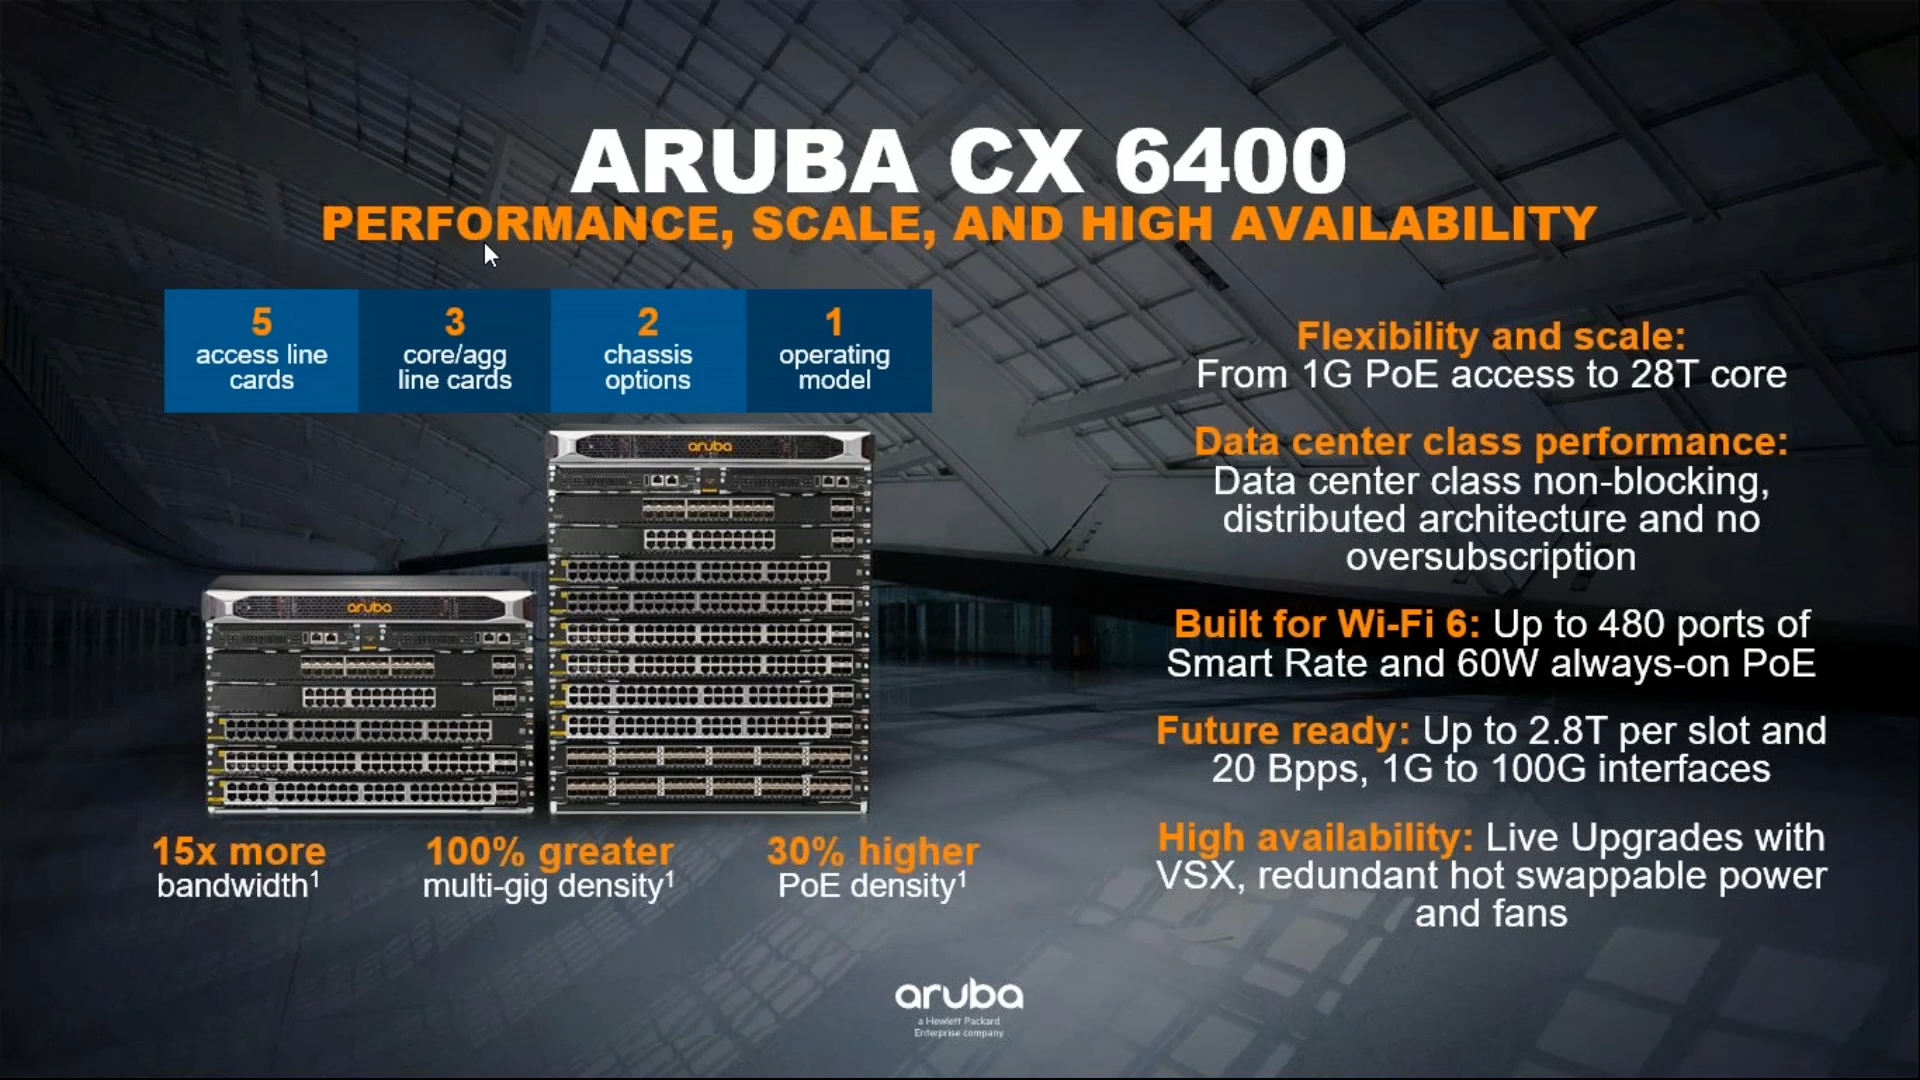 ARUBA CX 6400
PERFORMANCE, SCALE, AND HIGH AVAILABILITY
5
access line
cards
3
core/agg
line cards
2
chassis
options
1
operating
model
aruba
aruba
15x more
bandwidth¹
100% greater
multi-gig density¹
30% higher
PoE density¹
Flexibility and scale:
From 1G PoE access to 28T core
Data center class performance:
Data center class non-blocking,
distributed architecture and no
oversubscription
Built for Wi-Fi 6: Up to 480 ports of
Smart Rate and 60W always-on PoE
Future ready: Up to 2.8T per slot and
20 Bpps, 1G to 100G interfaces
High availability: Live Upgrades with
VSX, redundant hot swappable power
and fans
aruba
a Hewlett Packard
Enterprise company